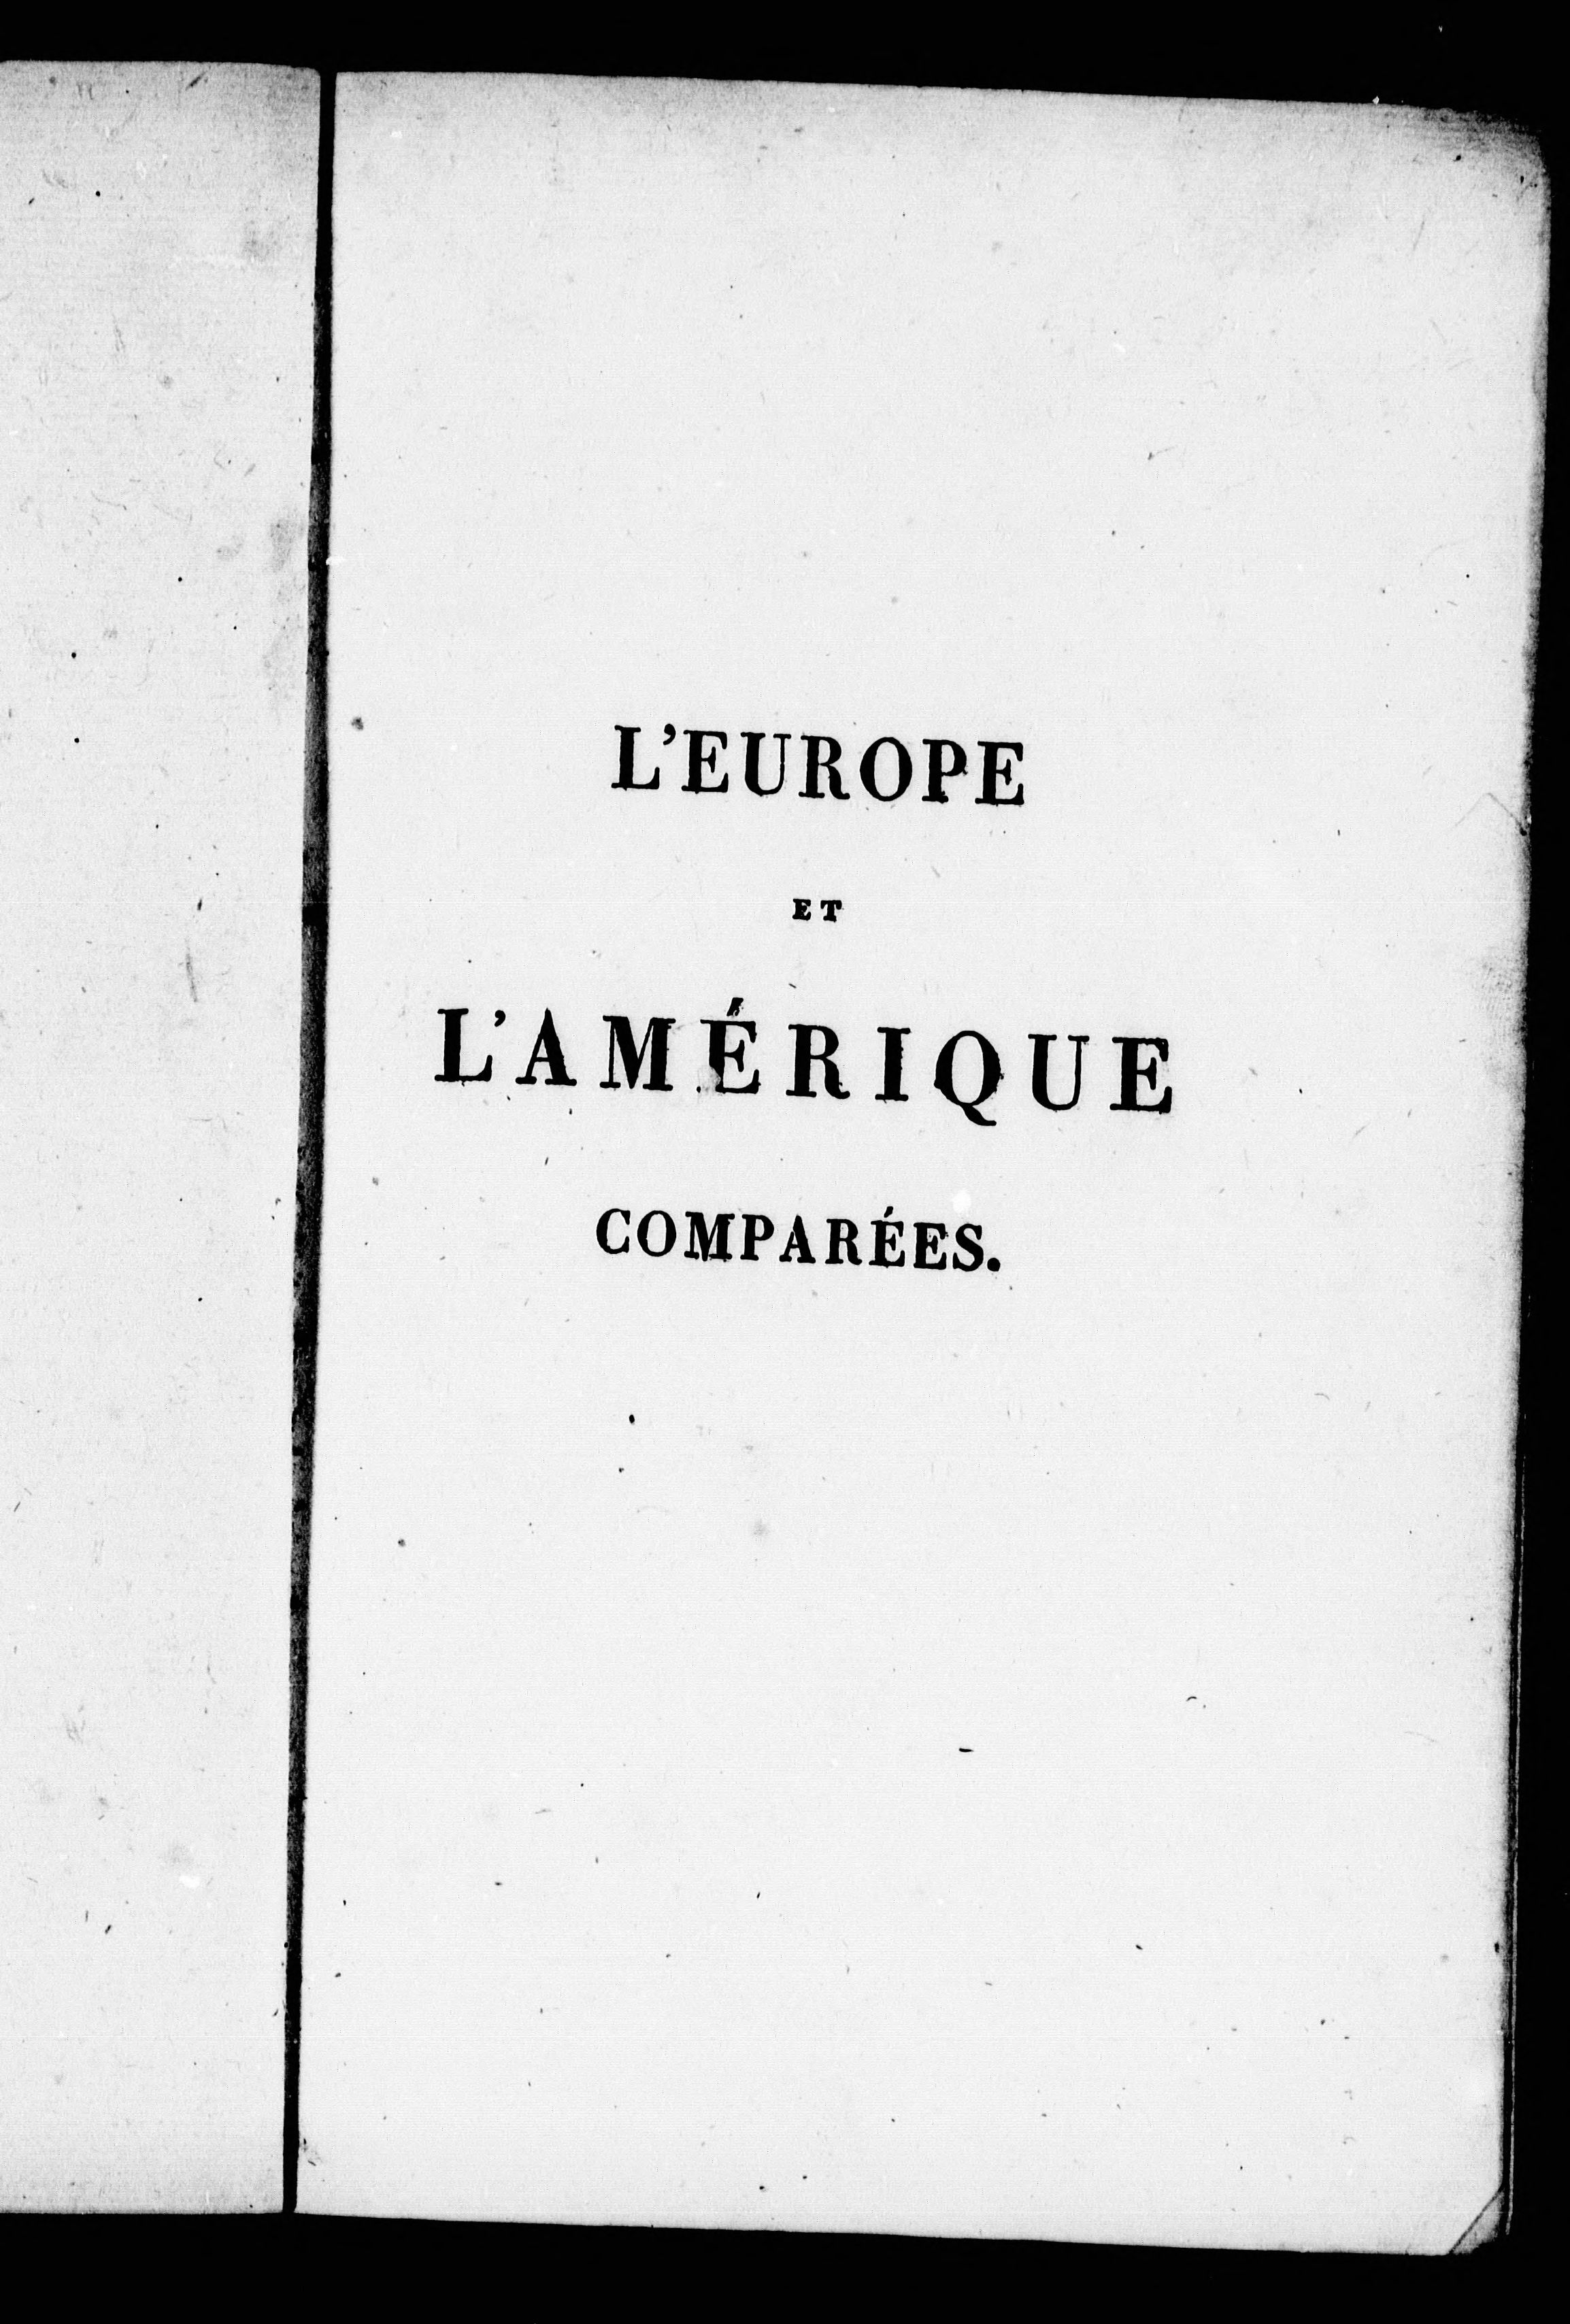 L'EUROPE
ET
L'AMÉRIQUE
COMPARÉES.